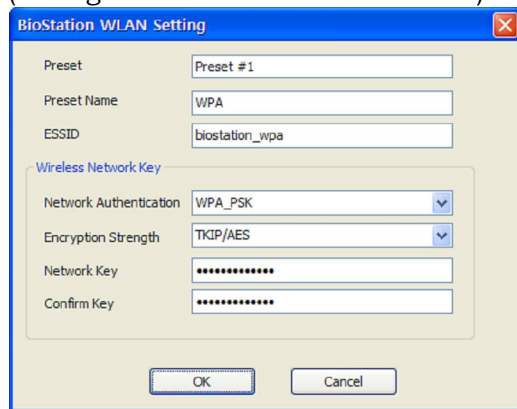 BioStation WLAN Setting
Preset Preset #1
Preset Name WPA
ESSID biostation_wpa
Wireless Network Key
Network Authentication WPA_PSK
Encryption Strength TKIP/AES
Network Key •••••••••••••
Confirm Key •••••••••••••
OK Cancel